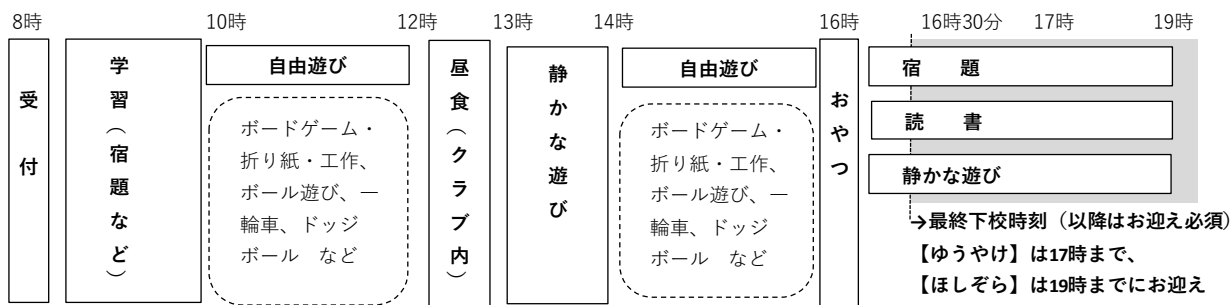 8時
10時
12時
13時
14時
16時
16時30分
17時
19時
受付
学習（宿題など）
自由遊び
ボードゲーム・
折り紙・工作、
ボール遊び、一
輪車、ドッジ
ボール　など
昼食（クラブ内）
静かな遊び
自由遊び
ボードゲーム・
折り紙・工作、
ボール遊び、一
輪車、ドッジ
ボール　など
おやつ
宿　題
読　書
静かな遊び
→最終下校時刻（以降はお迎え必須）
【ゆうやけ】は17時まで、
【ほしぞら】は19時までにお迎え